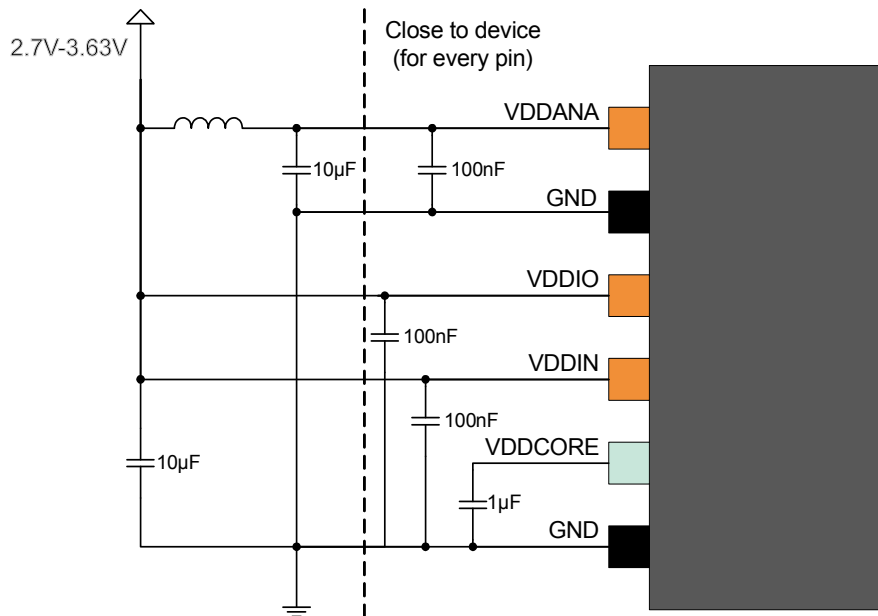 Close to device
(for every pin)
2.7V-3.63V
VDDANA
10µF
100nF
GND
VDDIO
100nF
VDDIN
100nF
VDDCORE
10µF
1µF
GND